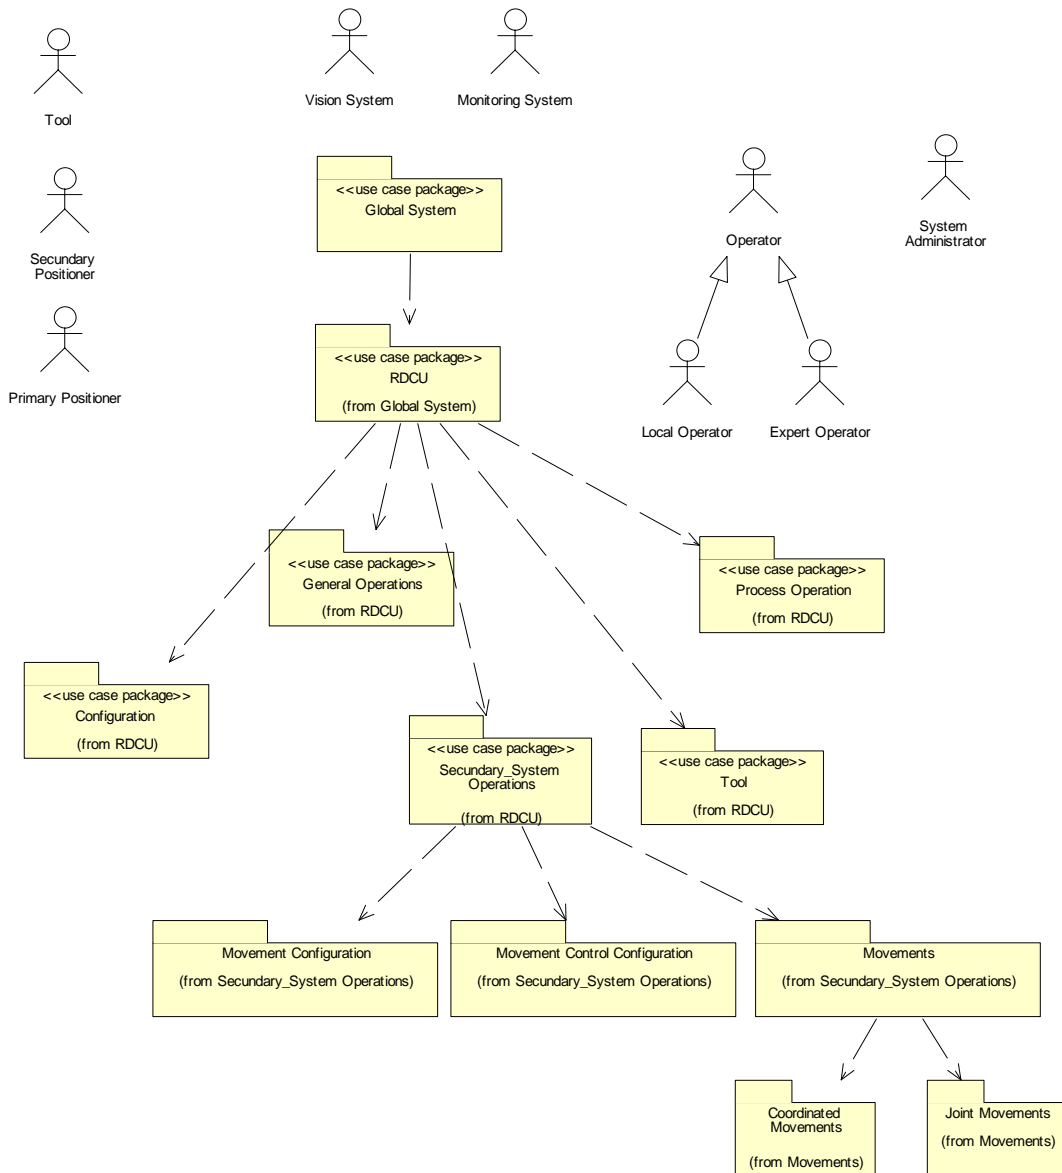 Vision System
Monitoring System
Tool
<<use case package>>
Global System
Operator
System
Administrator
Secundary
Positioner
<<use case package>>
RDCU
(from Global System)
Primary Positioner
Local Operator
Expert Operator
<<use case package>>
General Operations
(from RDCU)
<<use case package>>
Process Operation
(from RDCU)
<<use case package>>
Configuration
(from RDCU)
<<use case package>>
Secundary_System
Operations
(from RDCU)
<<use case package>>
Tool
(from RDCU)
Movement Configuration
(from Secundary_System Operations)
Movement Control Configuration
(from Secundary_System Operations)
Movements
(from Secundary_System Operations)
Coordinated
Movements
(from Movements)
Joint Movements
(from Movements)